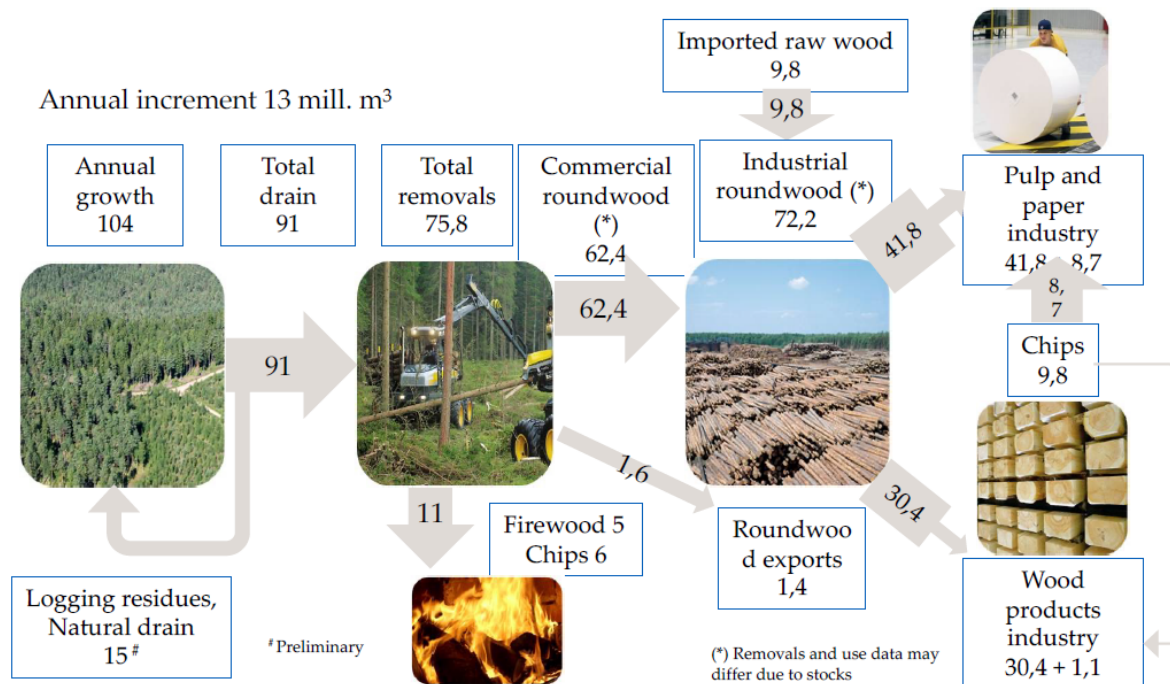 Annual increment 13 mill. m³
Imported raw wood
9,8
9,8
Annual
growth
104
Total
drain
91
Total
removals
75,8
Commercial
roundwood
(*)
62,4
Industrial
roundwood (*)
72,2
Pulp and
paper
industry
41,8 8,7
41,8
8,
7
91
62,4
Chips
9,8
11
1,6
30,4
Firewood 5
Chips 6
Roundwoo
d exports
1,4
Wood
products
industry
30,4 + 1,1
Logging residues,
Natural drain
15 #
# Preliminary
(*) Removals and use data may
differ due to stocks